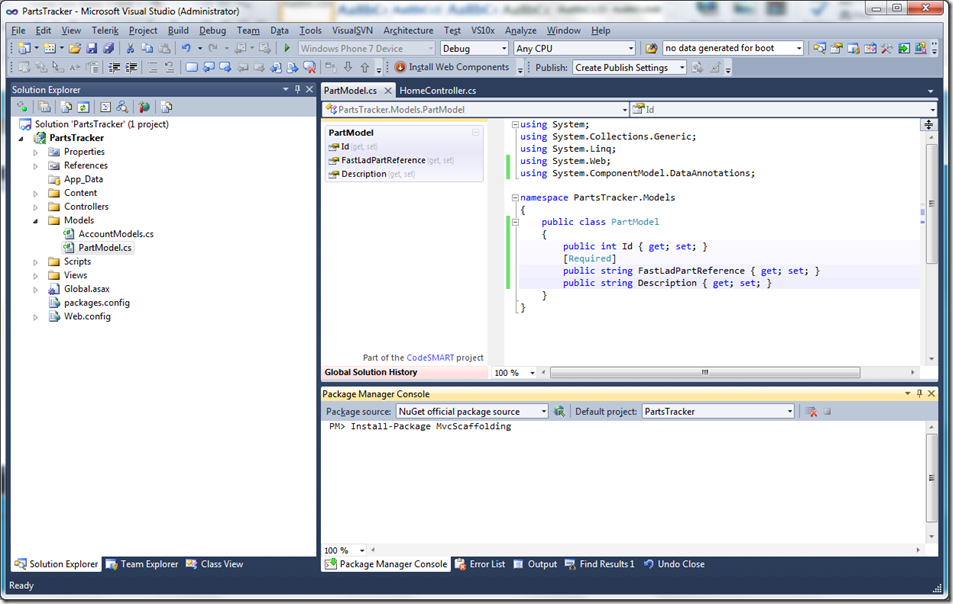 PartsTracker - Microsoft Visual Studio (Administrator)
File Edit View Telerik Project Build Debug Team Data Tools VisualSVN Architecture Test VS10x Analyze Window Help
Windows Phone 7 Device Debug Any CPU no data generated for boot
Install Web Components Publish: Create Publish Settings
Solution Explorer
Solution 'PartsTracker' (1 project)
PartsTracker
Properties
References
App_Data
Content
Controllers
Models
AccountModels.cs
PartModel.cs
Scripts
Views
Global.asax
packages.config
Web.config
Solution Explorer Team Explorer Class View
PartModel.cs HomeController.cs
PartsTracker.Models.PartModel Id
PartModel
Id (get, set)
FastLadPartReference (get, set)
Description (get, set)
Part of the CodeSMART project
Global Solution History
using System;
using System.Collections.Generic;
using System.Linq;
using System.Web;
using System.ComponentModel.DataAnnotations;
namespace PartsTracker.Models
{
public class PartModel
{
public int Id { get; set; }
[Required]
public string FastLadPartReference { get; set; }
public string Description { get; set; }
}
}
100 %
Package Manager Console
Package source: NuGet official package source Default project: PartsTracker
PM> Install-Package MvcScaffolding
100 %
Package Manager Console Error List Output Find Results 1 Undo Close
Ready